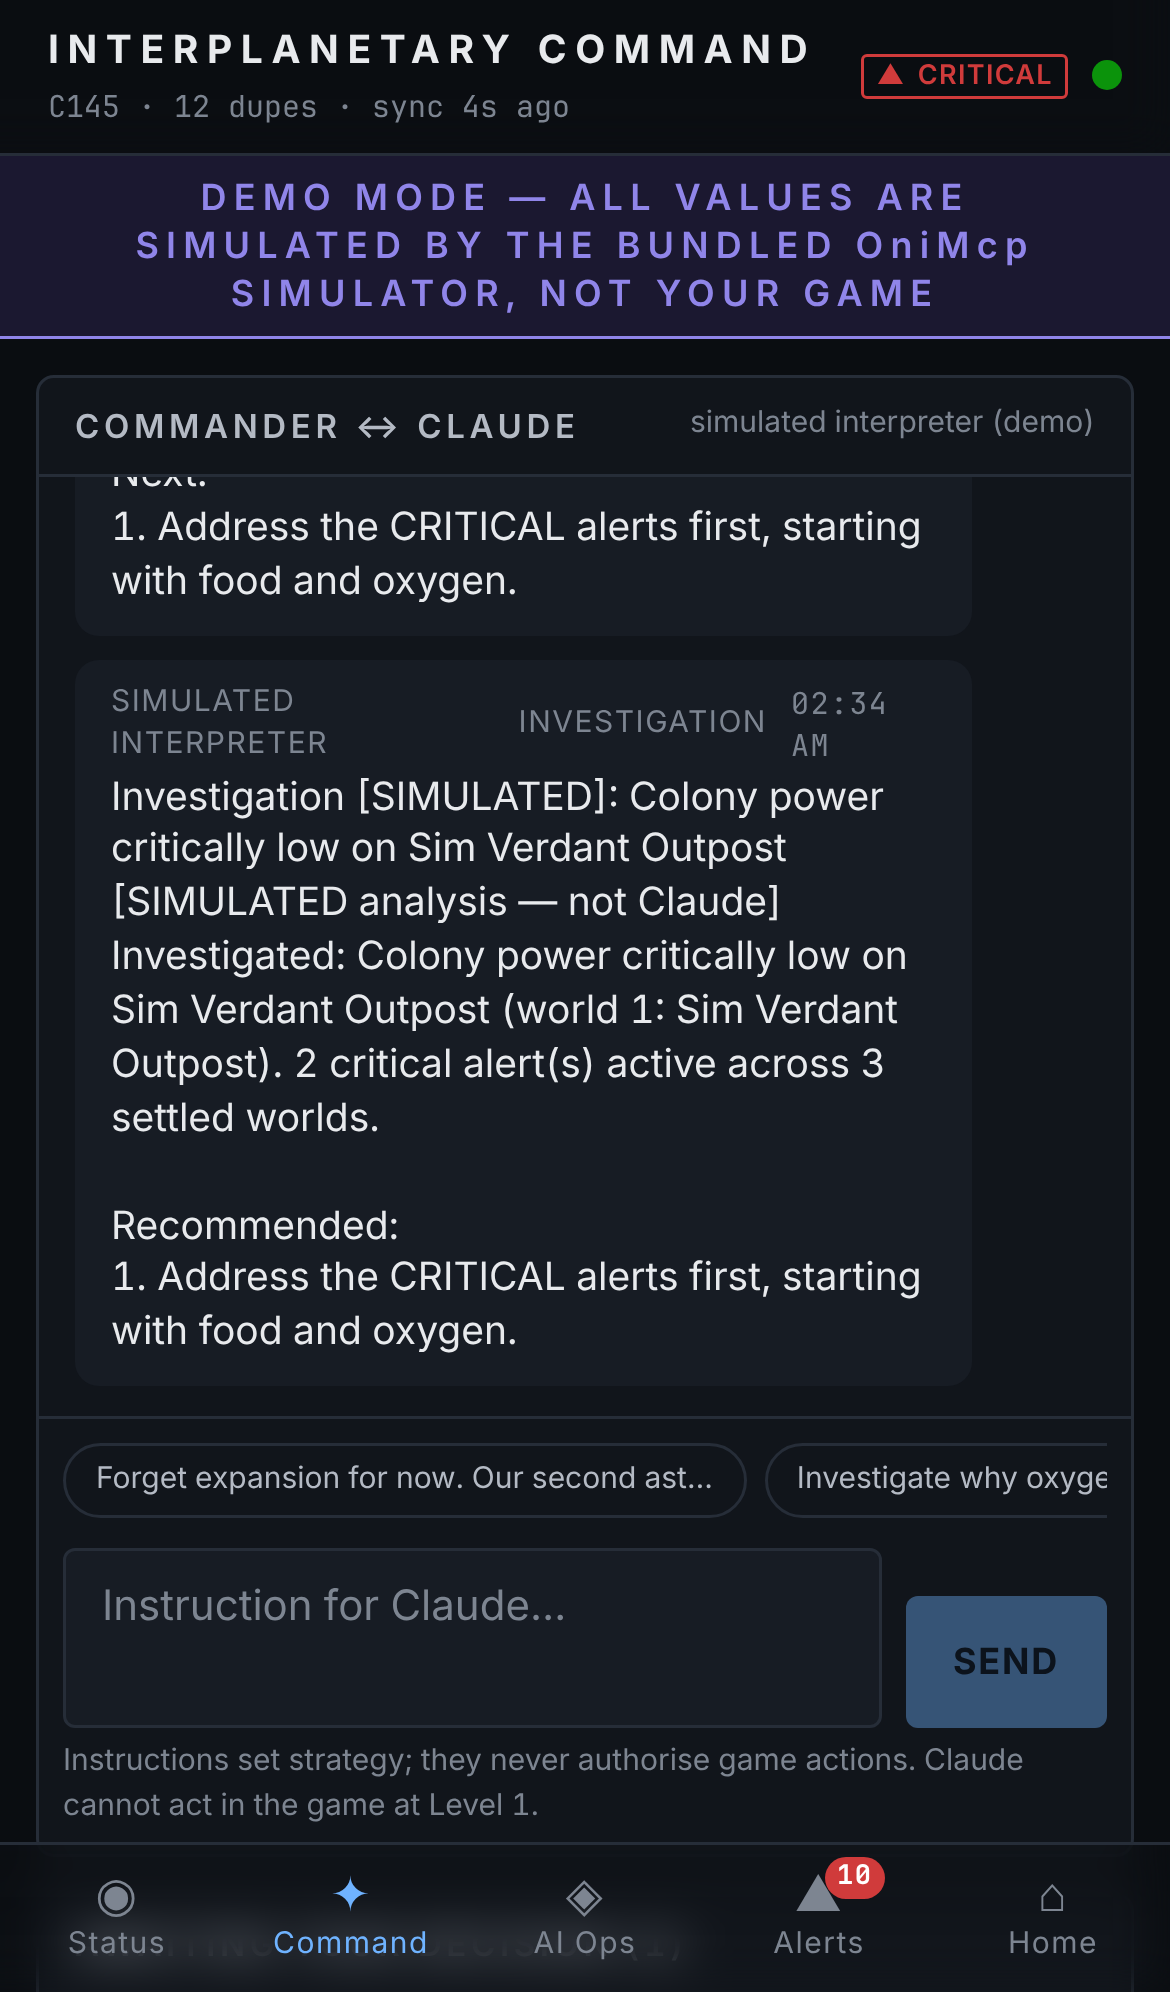 INTERPLANETARY COMMAND
C145 · 12 dupes · sync 4s ago
▲ CRITICAL
DEMO MODE — ALL VALUES ARE
SIMULATED BY THE BUNDLED OniMcp
SIMULATOR, NOT YOUR GAME
COMMANDER ↔ CLAUDE
simulated interpreter (demo)
Next:
1. Address the CRITICAL alerts first, starting
with food and oxygen.
SIMULATED
INTERPRETER
INVESTIGATION
02:34
AM
Investigation [SIMULATED]: Colony power
critically low on Sim Verdant Outpost
[SIMULATED analysis — not Claude]
Investigated: Colony power critically low on
Sim Verdant Outpost (world 1: Sim Verdant
Outpost). 2 critical alert(s) active across 3
settled worlds.
Recommended:
1. Address the CRITICAL alerts first, starting
with food and oxygen.
Forget expansion for now. Our second ast...
Investigate why oxyge
Instruction for Claude...
SEND
Instructions set strategy; they never authorise game actions. Claude
cannot act in the game at Level 1.
10
Status
Command
AI Ops
Alerts
Home